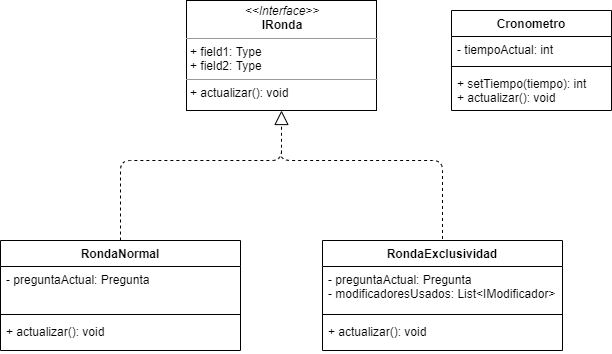 <<Interface>>
IRonda
+ field1: Type
+ field2: Type
+ actualizar(): void
Cronometro
- tiempoActual: int
+ setTiempo(tiempo): int
+ actualizar(): void
RondaNormal
- preguntaActual: Pregunta
+ actualizar(): void
RondaExclusividad
- preguntaActual: Pregunta
- modificadoresUsados: List<IModificador>
+ actualizar(): void